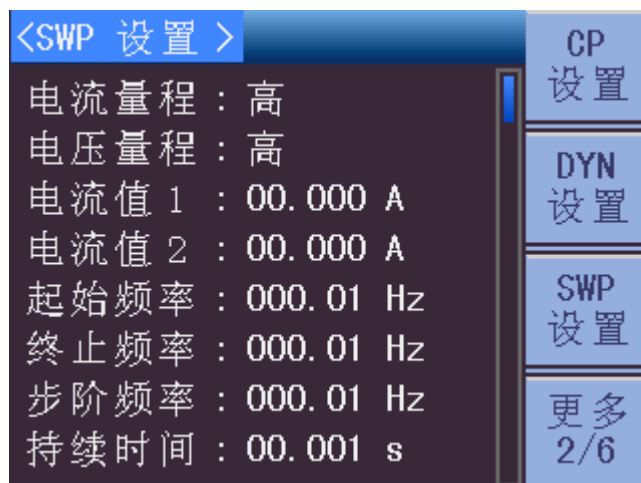 <SWP 设置 >
电流量程：高
电压量程：高
电流值1 ：00.000 A
电流值2 ：00.000 A
起始频率：000.01 Hz
终止频率：000.01 Hz
步阶频率：000.01 Hz
持续时间：00.001 s
CP
设置
DYN
设置
SWP
设置
更多
2/6